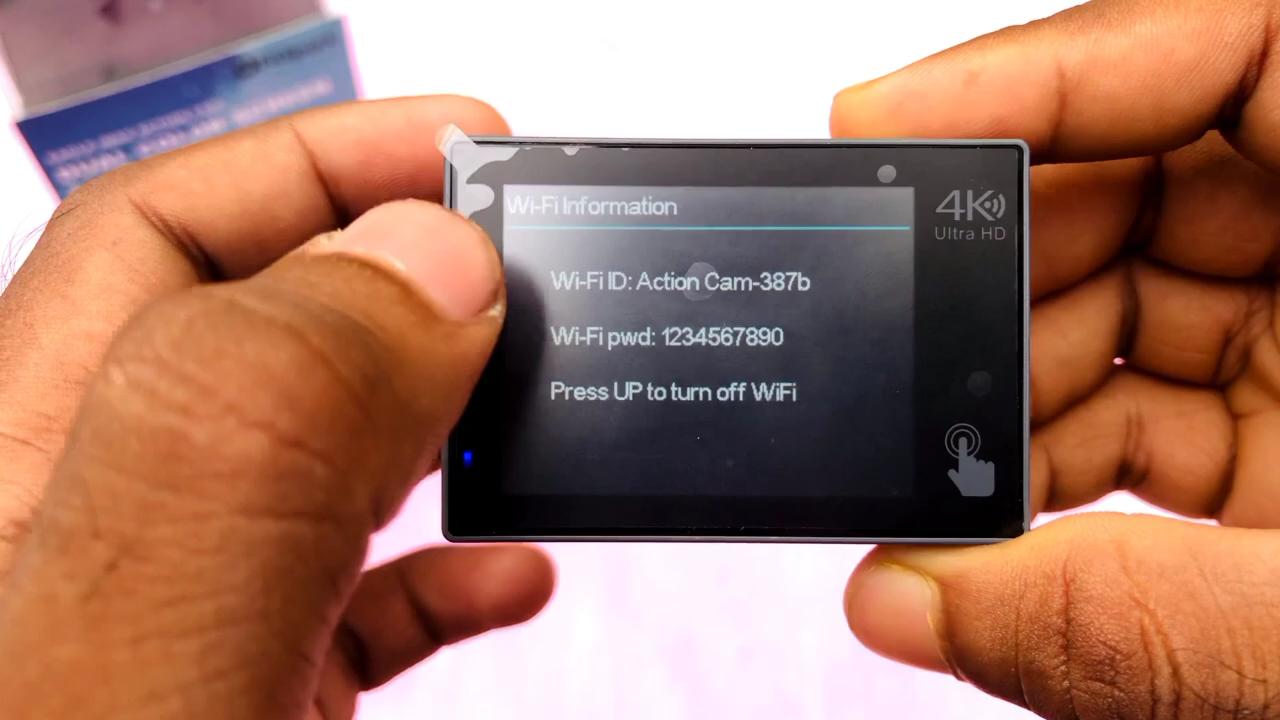 Wi-Fi Information
4K
Ultra HD
Wi-Fi ID: Action Cam-387b
Wi-Fi pwd: 1234567890
Press UP to turn off WiFi